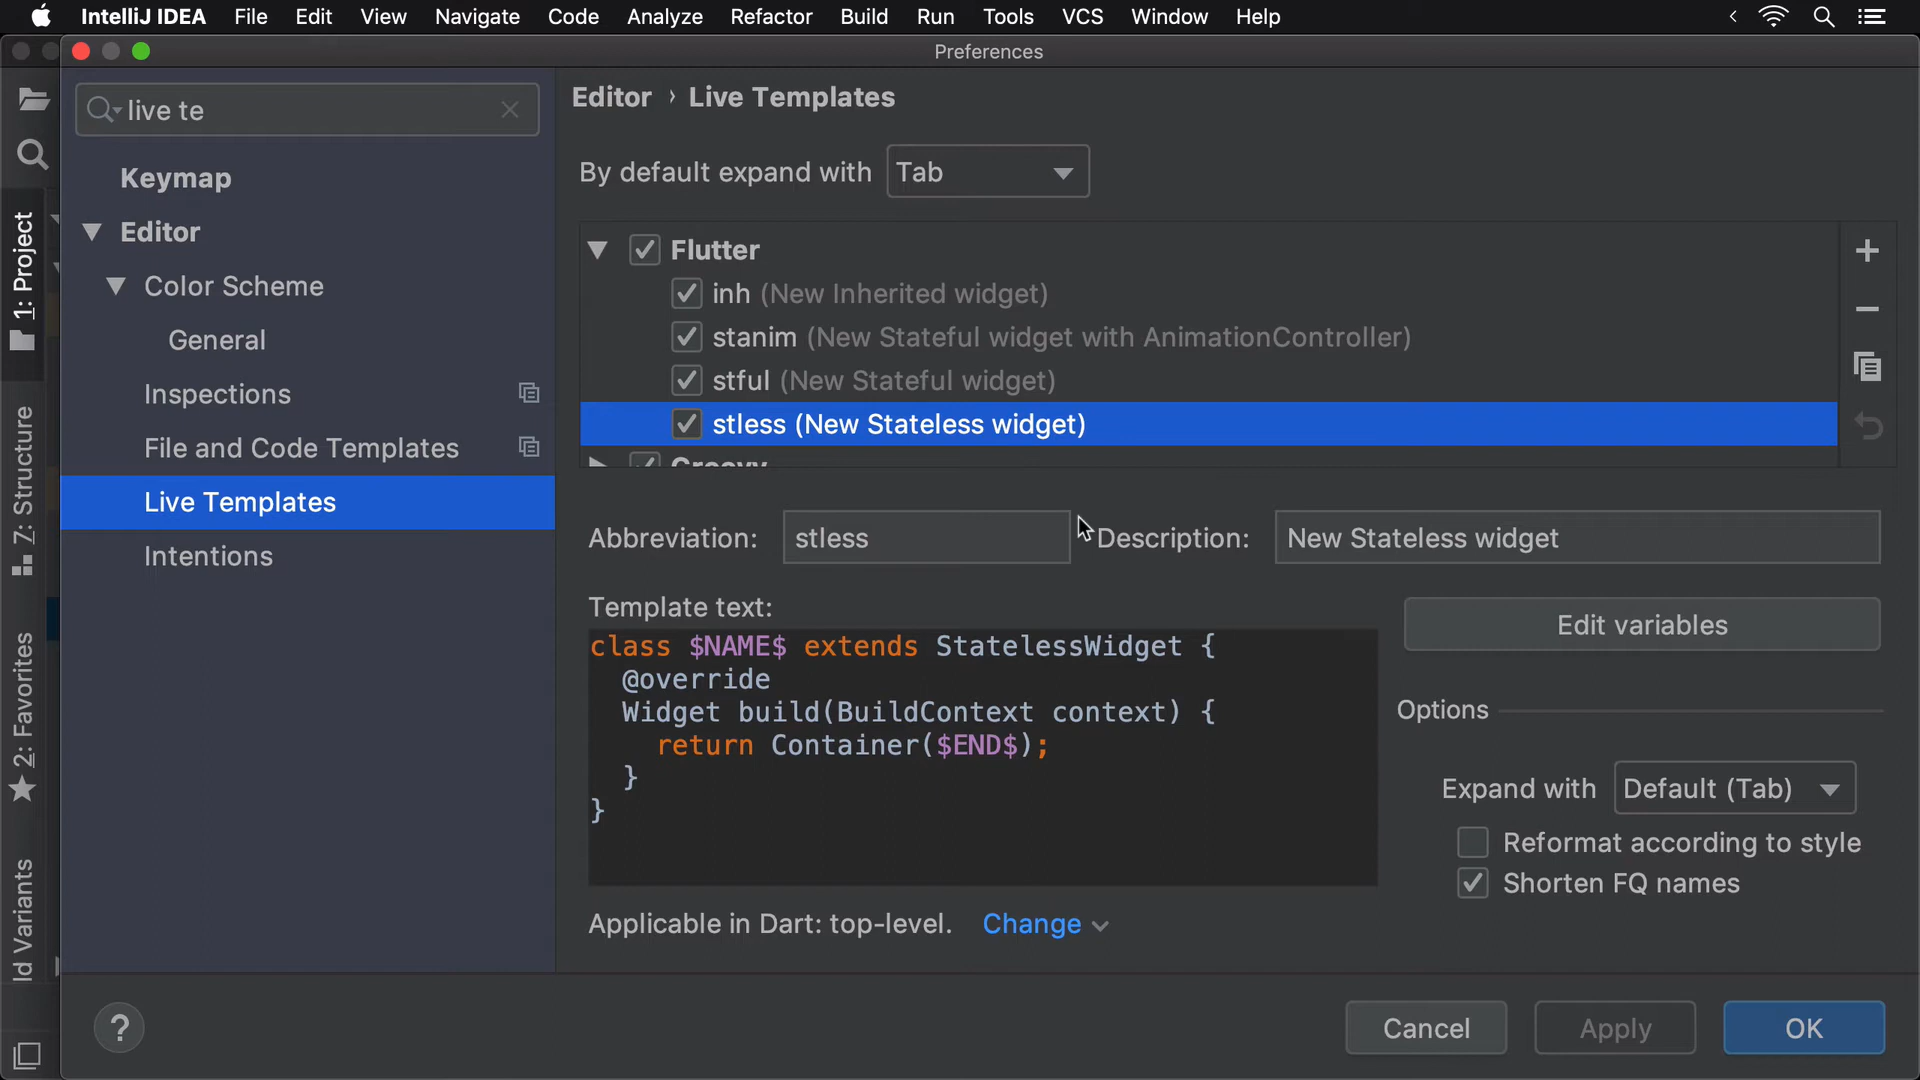 IntelliJ IDEA File Edit View Navigate Code Analyze Refactor Build Run Tools VCS Window Help
Preferences
live te
Keymap
Editor
Color Scheme
General
Inspections
File and Code Templates
Live Templates
Intentions
1: Project
7: Structure
2: Favorites
ld Variants
Editor › Live Templates
By default expand with Tab
Flutter
inh (New Inherited widget)
stanim (New Stateful widget with AnimationController)
stful (New Stateful widget)
stless (New Stateless widget)
Groovy
Abbreviation: stless Description: New Stateless widget
Template text:
class $NAME$ extends StatelessWidget {
@override
Widget build(BuildContext context) {
return Container($END$);
}
}
Edit variables
Options
Expand with Default (Tab)
Reformat according to style
Shorten FQ names
Applicable in Dart: top-level. Change
? Cancel Apply OK